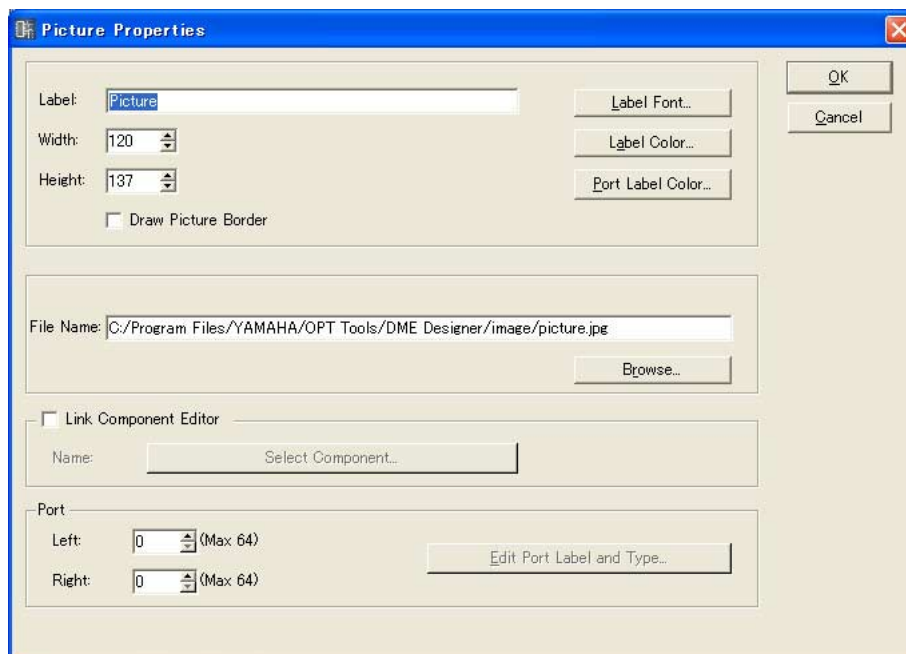 Picture Properties
OK
Cancel
Label: Picture
Label Font...
Width: 120
Label Color...
Height: 137
Port Label Color...
Draw Picture Border
File Name: C:/Program Files/YAMAHA/OPT Tools/DME Designer/image/picture.jpg
Browse...
Link Component Editor
Name: Select Component...
Port
Left: 0 (Max 64)
Edit Port Label and Type...
Right: 0 (Max 64)